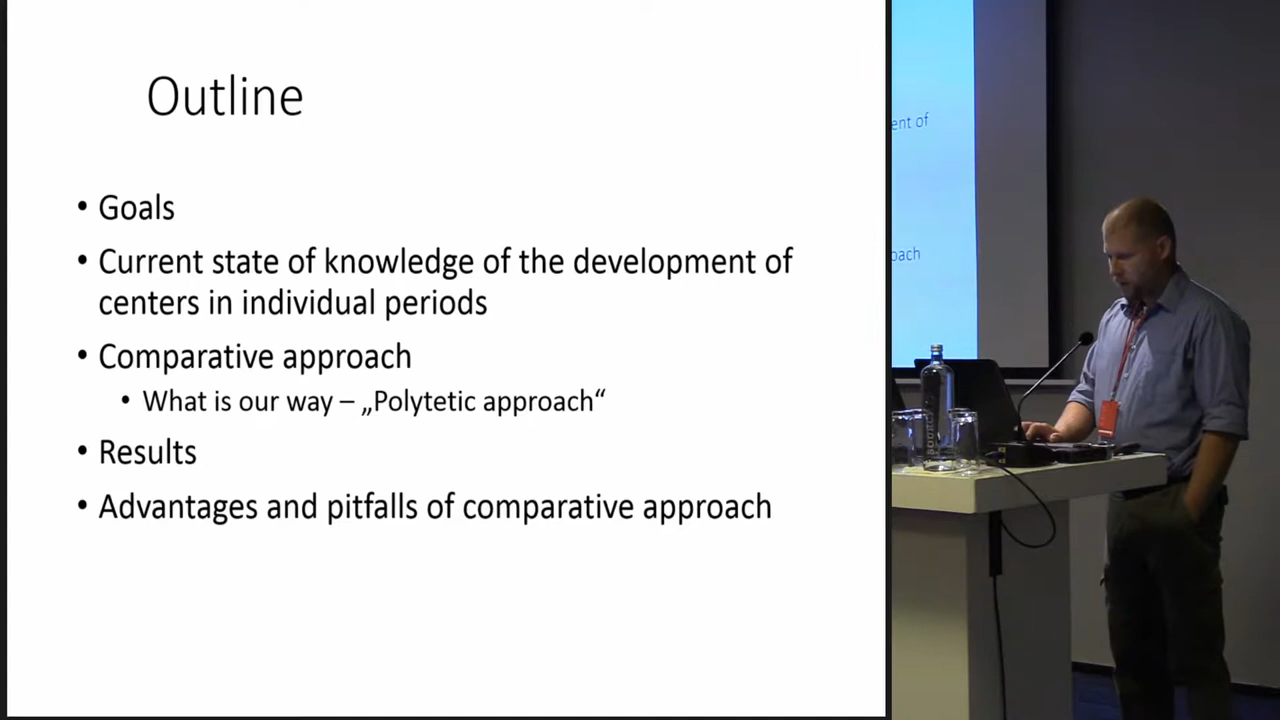 Outline
• Goals
• Current state of knowledge of the development of
centers in individual periods
• Comparative approach
• What is our way – „Polytetic approach“
• Results
• Advantages and pitfalls of comparative approach
ent of
oach